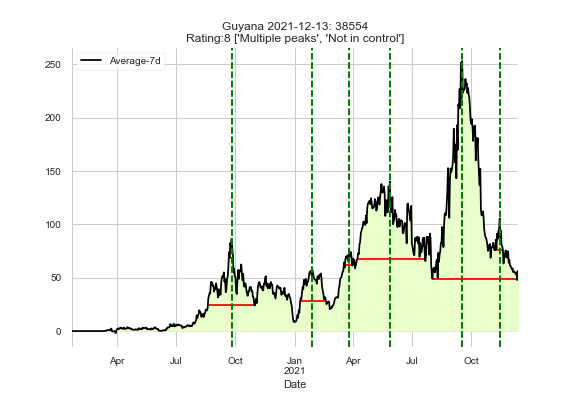 Guyana 2021-12-13: 38554
Rating:8 ['Multiple peaks', 'Not in control']
Average-7d
250
200
150
100
50
0
Apr Jul Oct Jan Apr Jul Oct
2021
Date